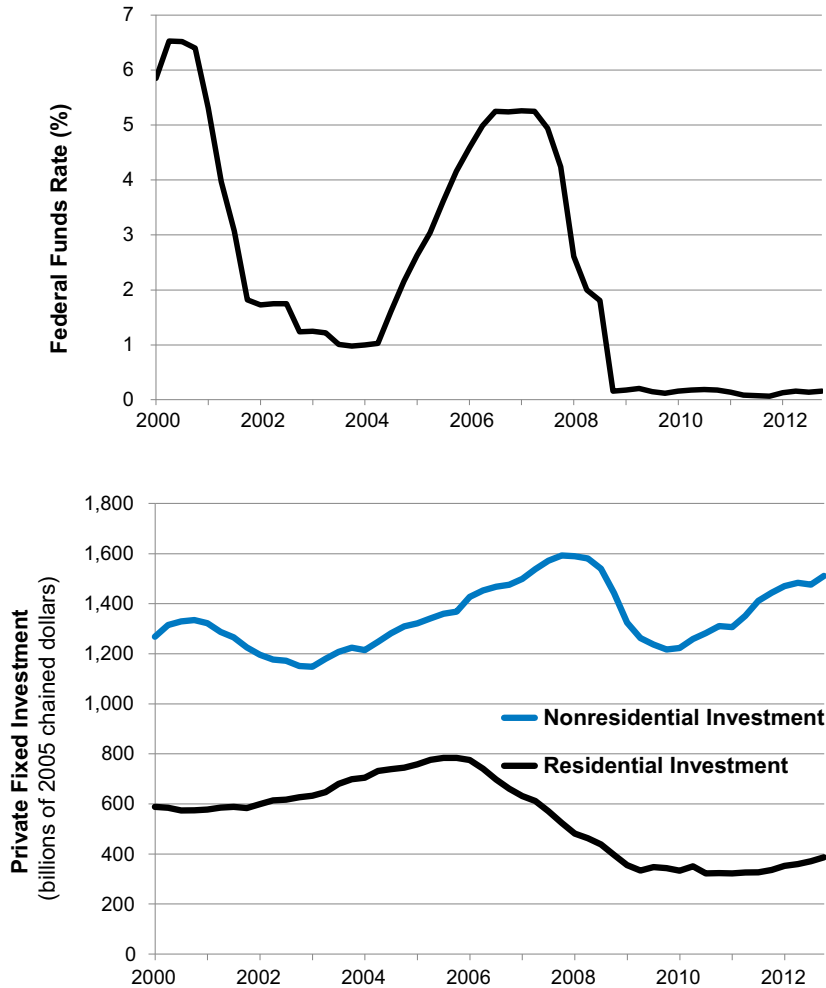 Federal Funds Rate (%)
7
6
5
4
3
2
1
0
2000 2002 2004 2006 2008 2010 2012
Private Fixed Investment
(billions of 2005 chained dollars)
1,800
1,600
1,400
1,200
1,000
800
600
400
200
0
Nonresidential Investment
Residential Investment
2000 2002 2004 2006 2008 2010 2012